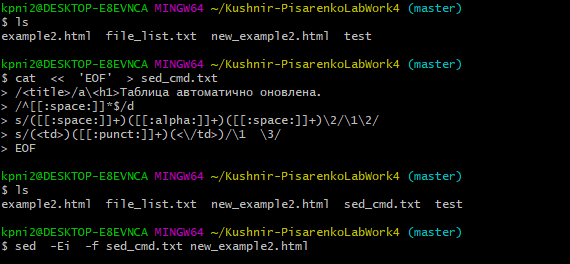 kpni2@DESKTOP-E8EVNCA MINGW64 ~/Kushnir-PisarenkoLabWork4 (master)
$ ls
example2.html  file_list.txt  new_example2.html  test
kpni2@DESKTOP-E8EVNCA MINGW64 ~/Kushnir-PisarenkoLabWork4 (master)
$ cat  <<  'EOF'  > sed_cmd.txt
> /<title>/a\<h1>Таблица автоматично оновлена.
> /^[[:space:]]*$/d
> s/([[:space:]]+)([[:alpha:]]+)([[:space:]]+)\2/\1\2/
> s/(<td>)([[:punct:]]+)(<\/td>)/\1  \3/
> EOF
kpni2@DESKTOP-E8EVNCA MINGW64 ~/Kushnir-PisarenkoLabWork4 (master)
$ ls
example2.html  file_list.txt  new_example2.html  sed_cmd.txt  test
kpni2@DESKTOP-E8EVNCA MINGW64 ~/Kushnir-PisarenkoLabWork4 (master)
$ sed  -Ei  -f sed_cmd.txt new_example2.html